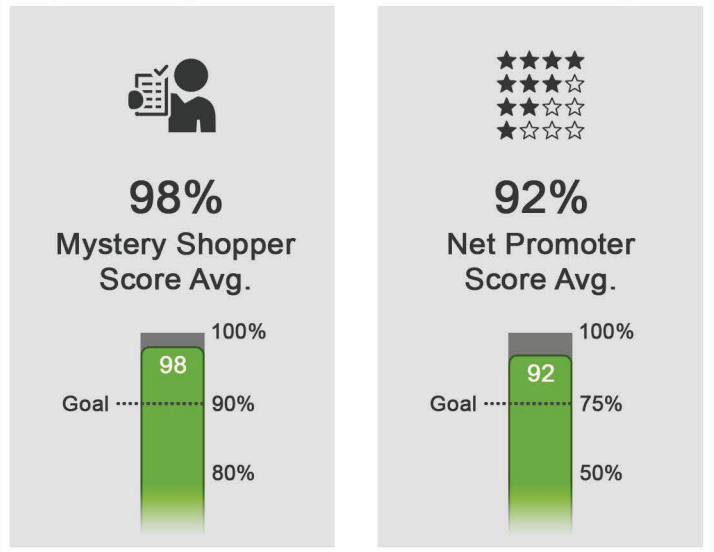 98%
Mystery Shopper
Score Avg.
100%
98
Goal
90%
80%
92%
Net Promoter
Score Avg.
100%
92
Goal
75%
50%